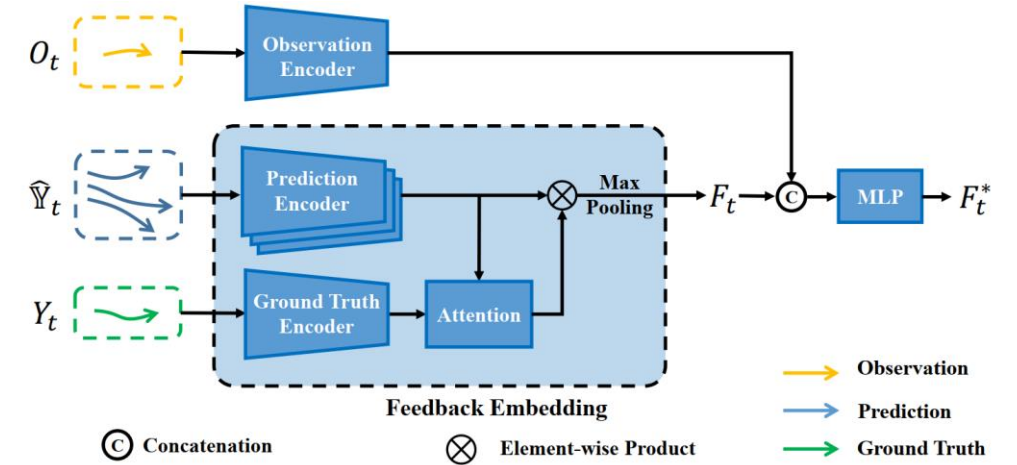 O_t
Observation
Encoder
Ŷ_t
Prediction
Encoder
Max
Pooling
F_t
C
MLP
F_t^*
Y_t
Ground Truth
Encoder
Attention
Feedback Embedding
Observation
Prediction
Ground Truth
C Concatenation
⊗ Element-wise Product